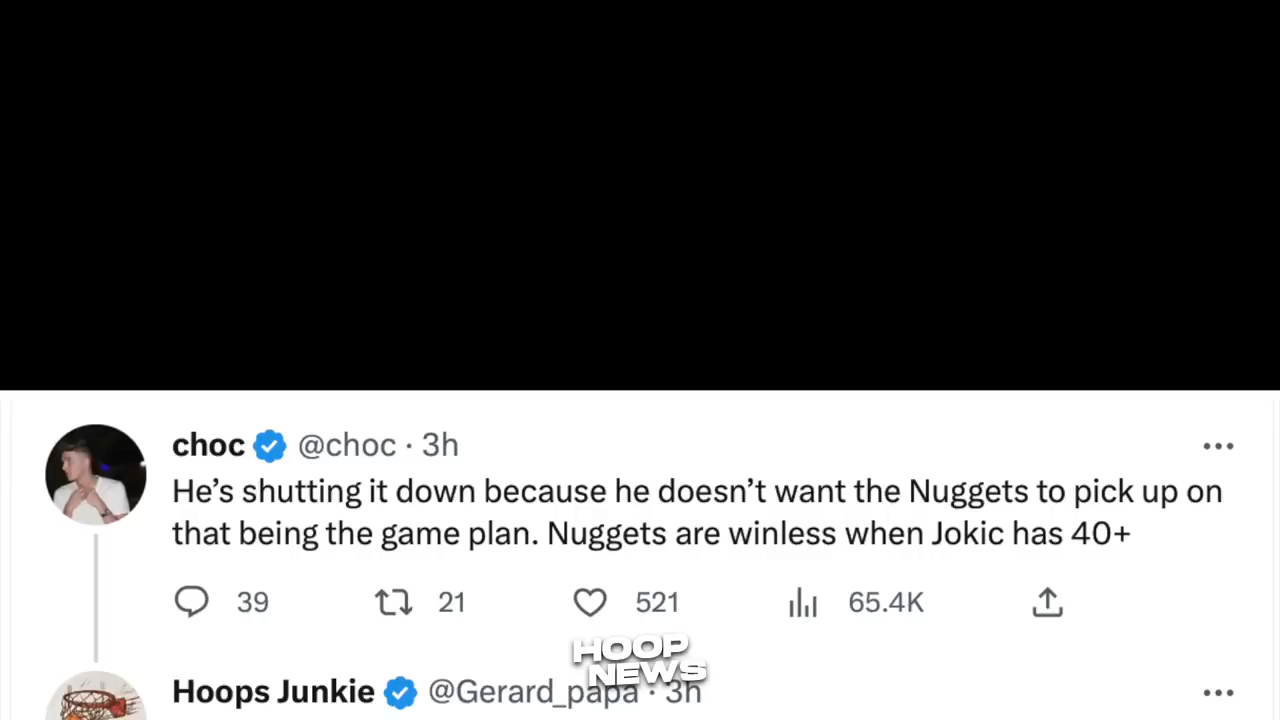 choc @choc · 3h
He’s shutting it down because he doesn’t want the Nuggets to pick up on
that being the game plan. Nuggets are winless when Jokic has 40+
39 21 521 65.4K
HOOP
NEWS
Hoops Junkie @Gerard_papa · 3h